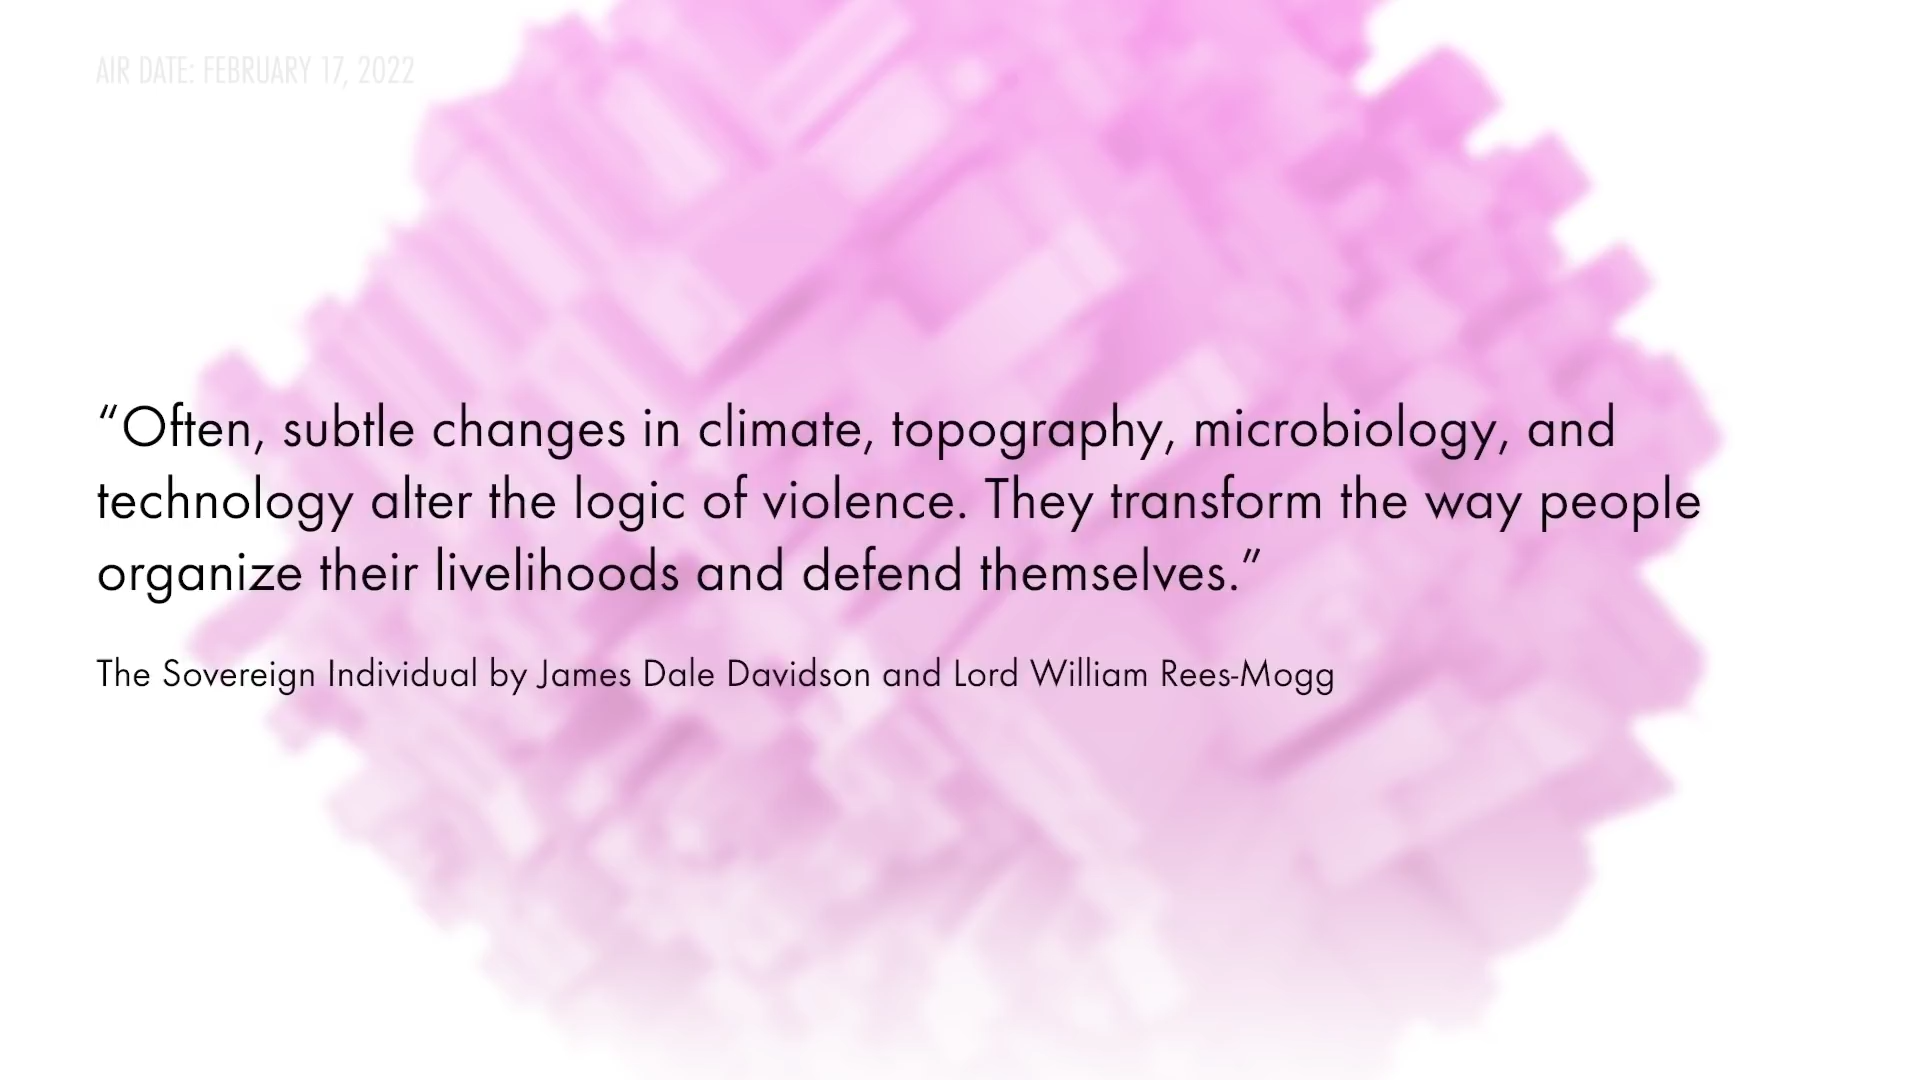 AIR DATE: FEBRUARY 17, 2022
“Often, subtle changes in climate, topography, microbiology, and
technology alter the logic of violence. They transform the way people
organize their livelihoods and defend themselves.”
The Sovereign Individual by James Dale Davidson and Lord William Rees-Mogg